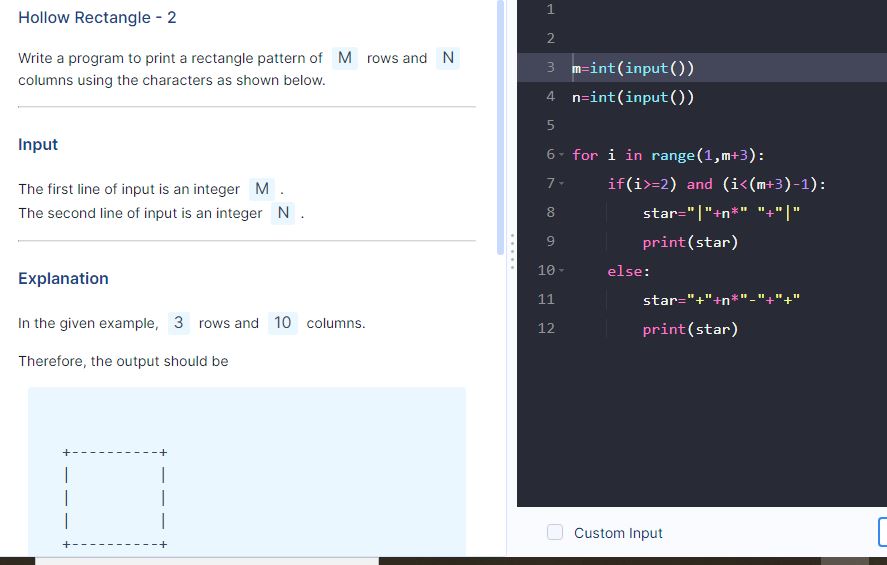 Hollow Rectangle - 2
Write a program to print a rectangle pattern of M rows and N
columns using the characters as shown below.
Input
The first line of input is an integer M .
The second line of input is an integer N .
Explanation
In the given example, 3 rows and 10 columns.
Therefore, the output should be
+----------+
|          |
|          |
|          |
+----------+
1
2
3 m=int(input())
4 n=int(input())
5
6 for i in range(1,m+3):
7     if(i>=2) and (i<(m+3)-1):
8         star="|"+n*" "+"|"
9         print(star)
10     else:
11         star="+"+n*"-"+"+"
12         print(star)
Custom Input